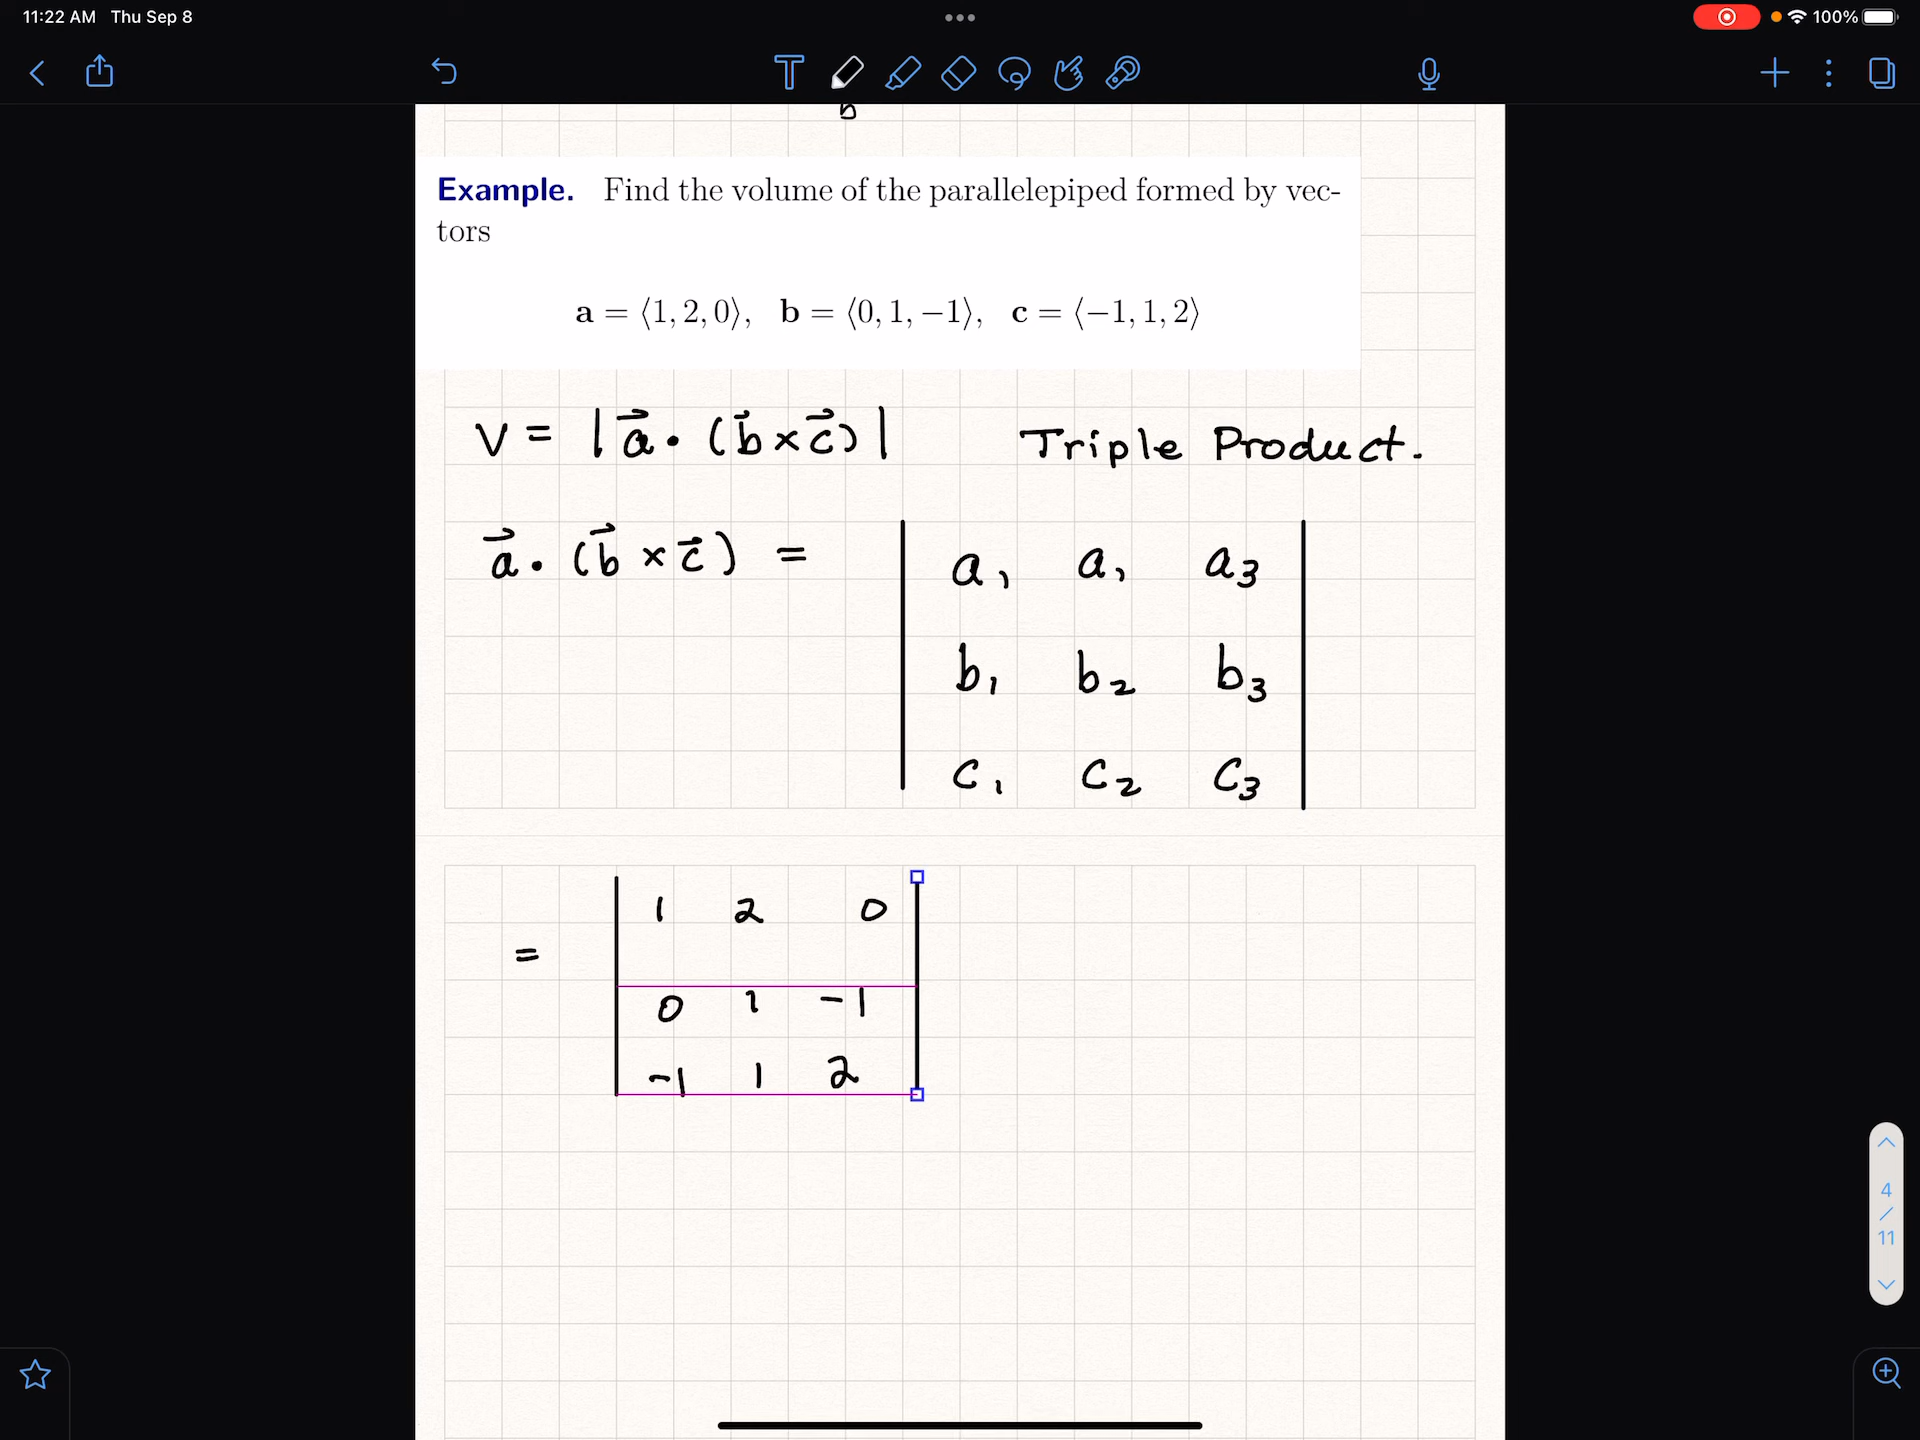 11:22 AM Thu Sep 8
100%
T
b
Example. Find the volume of the parallelepiped formed by vec-
tors
a = ⟨1, 2, 0⟩, b = ⟨0, 1, −1⟩, c = ⟨−1, 1, 2⟩
V = |a⃗ · (b⃗ × c⃗)| Triple Product.
a⃗ · (b⃗ × c⃗) = | a₁ a₁ a₃ |
| b₁ b₂ b₃ |
| c₁ c₂ c₃ |
= | 1 2 0 |
| 0 1 −1 |
| −1 1 2 |
4
/
11